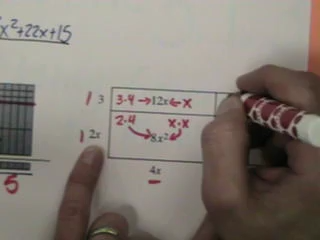 x²+22x+15
1 3 3·4 → 12x ← x
2·4 x·x
1 2x 8x²
4x
5